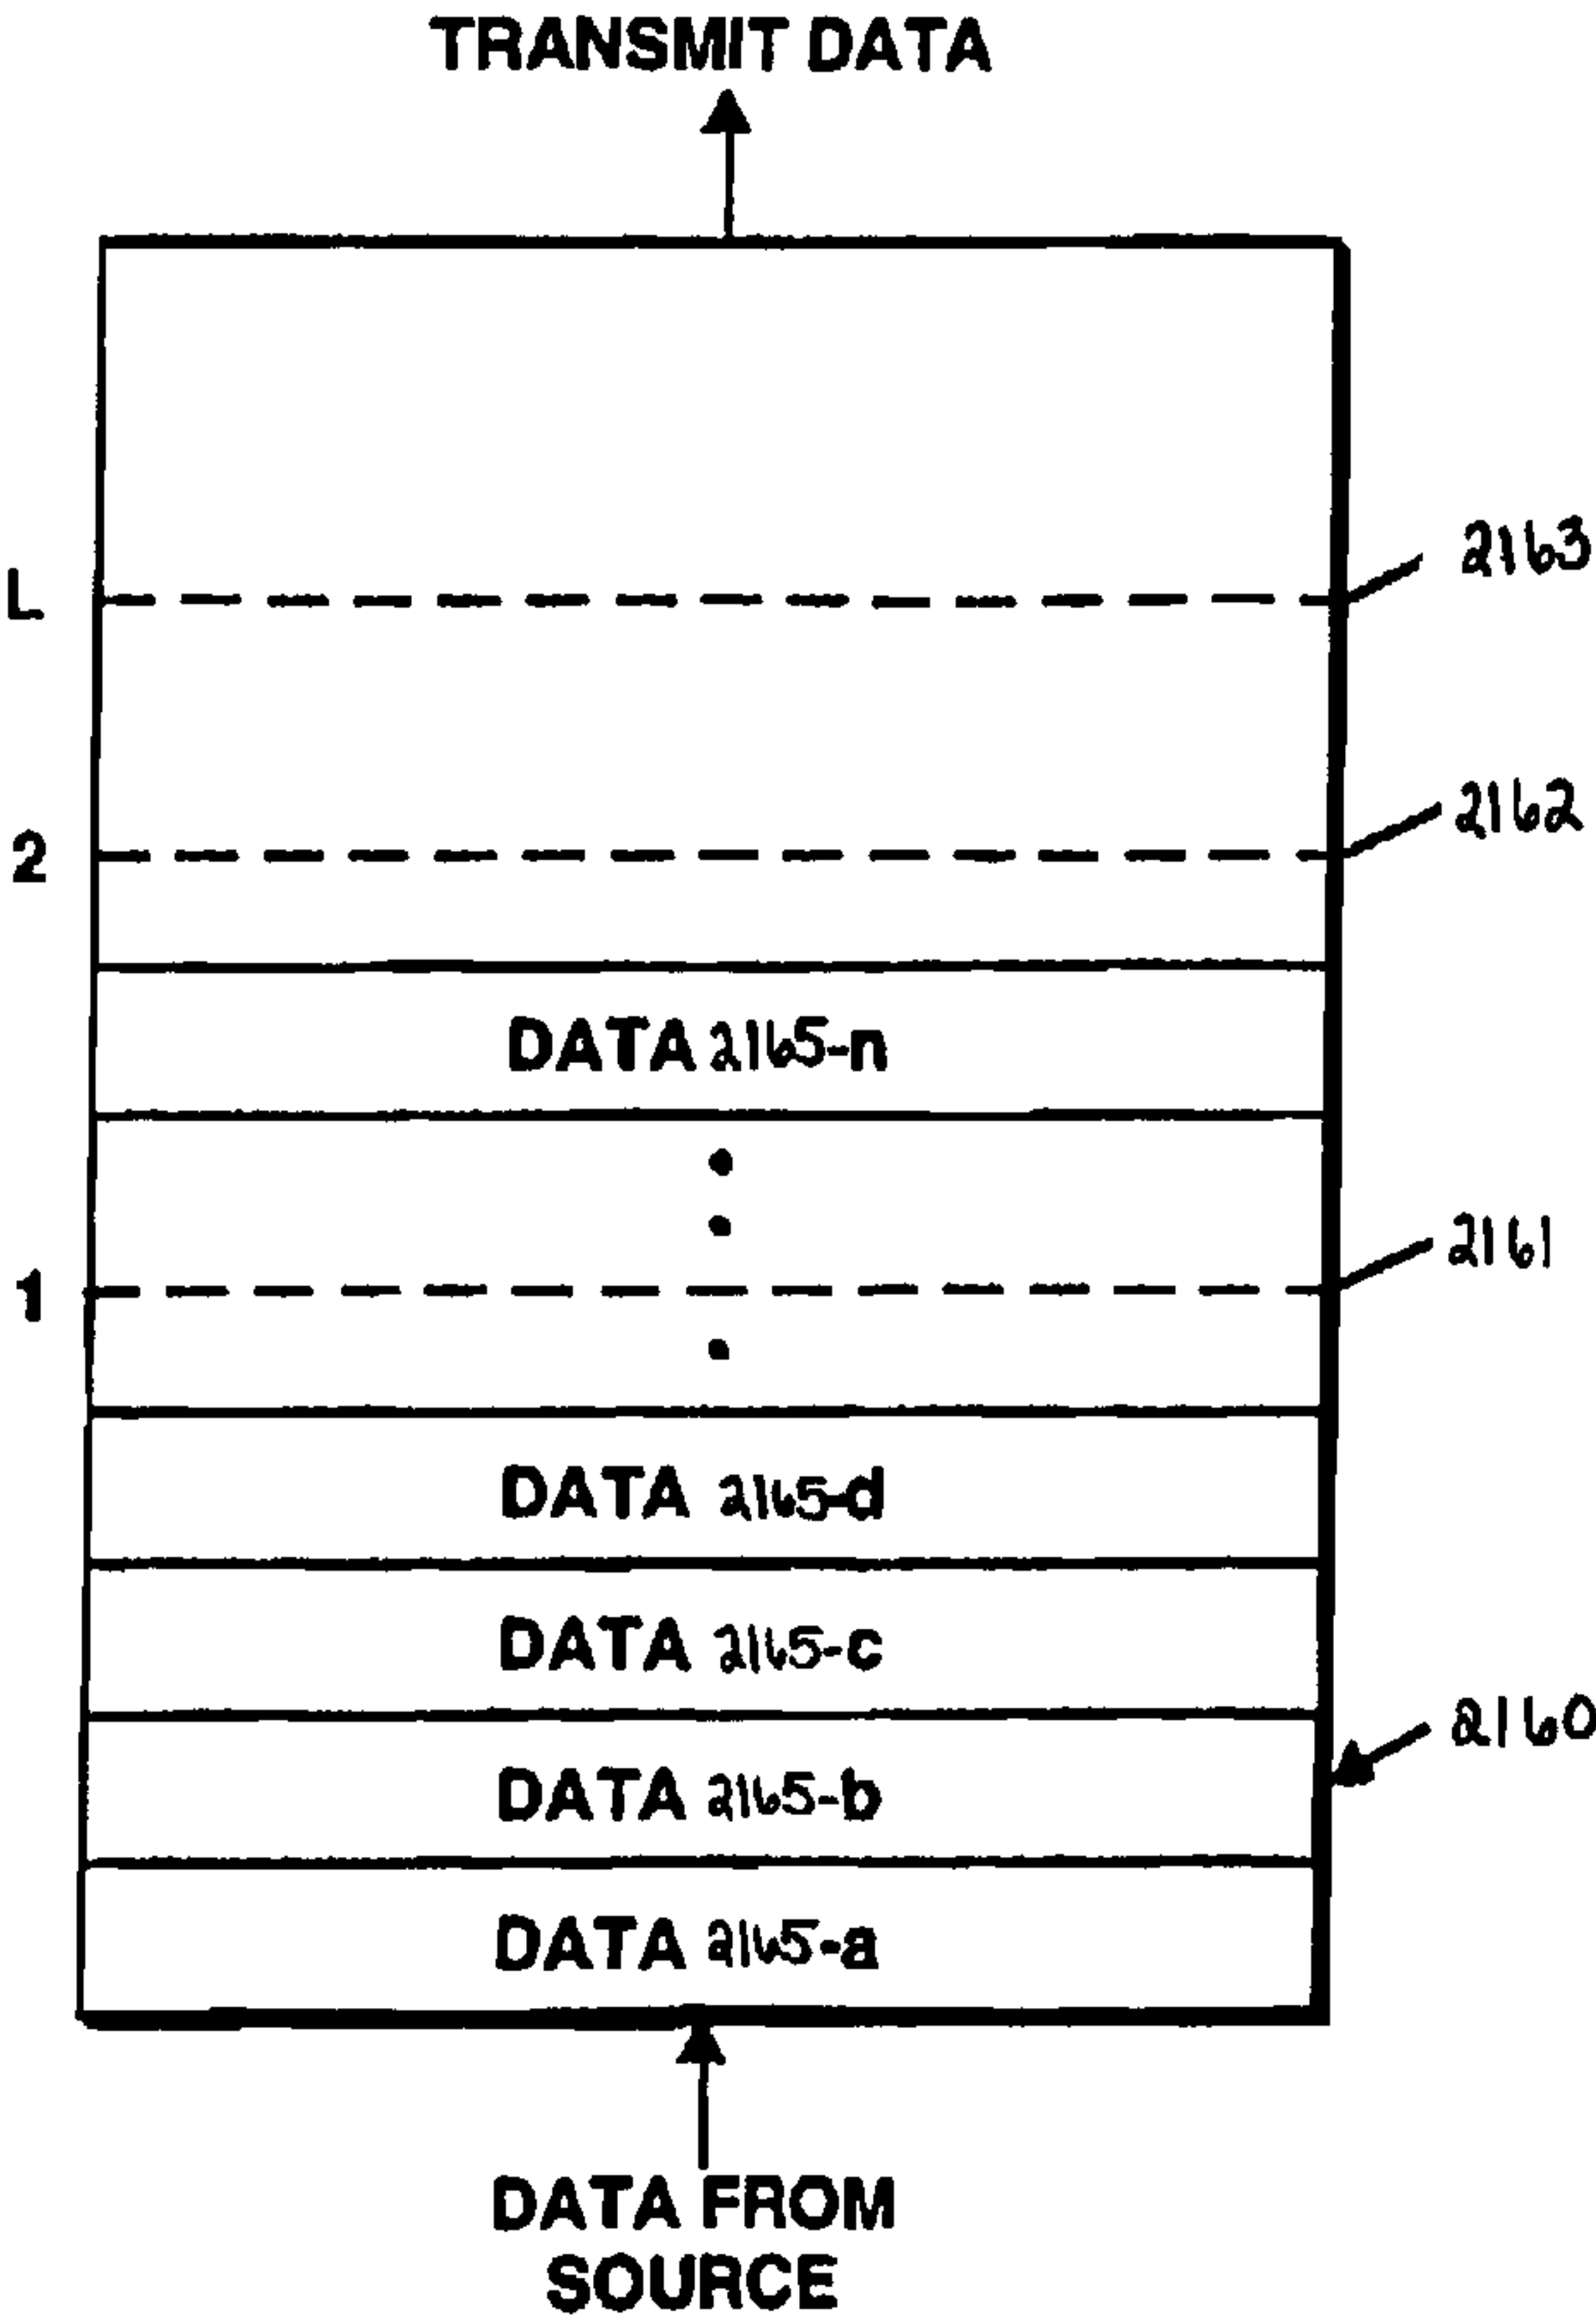 TRANSMIT DATA
L
2163
2
2162
DATA 2165-n
1
2161
DATA 2165-d
DATA 2165-c
DATA 2165-b
2160
DATA 2165-a
DATA FROM
SOURCE